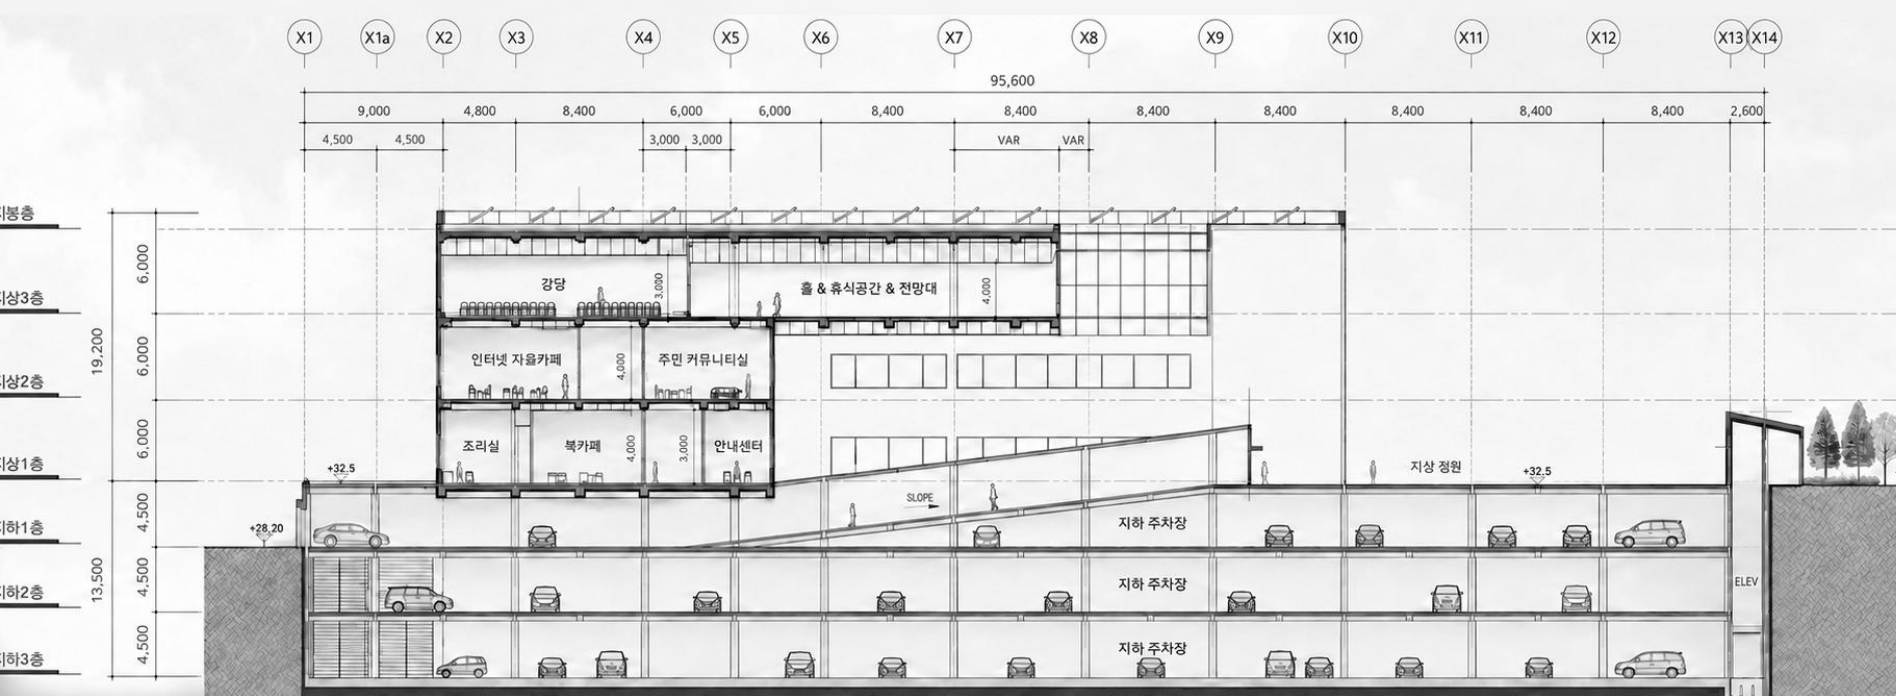 X1 X1a X2 X3 X4 X5 X6 X7 X8 X9 X10 X11 X12 X13 X14
95,600
9,000 4,800 8,400 6,000 6,000 8,400 8,400 8,400 8,400 8,400 8,400 8,400 2,600
4,500 4,500 3,000 3,000 VAR VAR
지붕층
6,000
강당 3,000 홀 & 휴식공간 & 전망대 4,000
지상3층
19,200
6,000
인터넷 자율카페 4,000 주민 커뮤니티실
지상2층
6,000
조리실 북카페 4,000 3,000 안내센터
지상1층
+32.5 지상 정원 +32.5
4,500
SLOPE
+28,20
지하1층 지하 주차장
13,500
4,500
지하2층 지하 주차장 ELEV
4,500
지하3층 지하 주차장